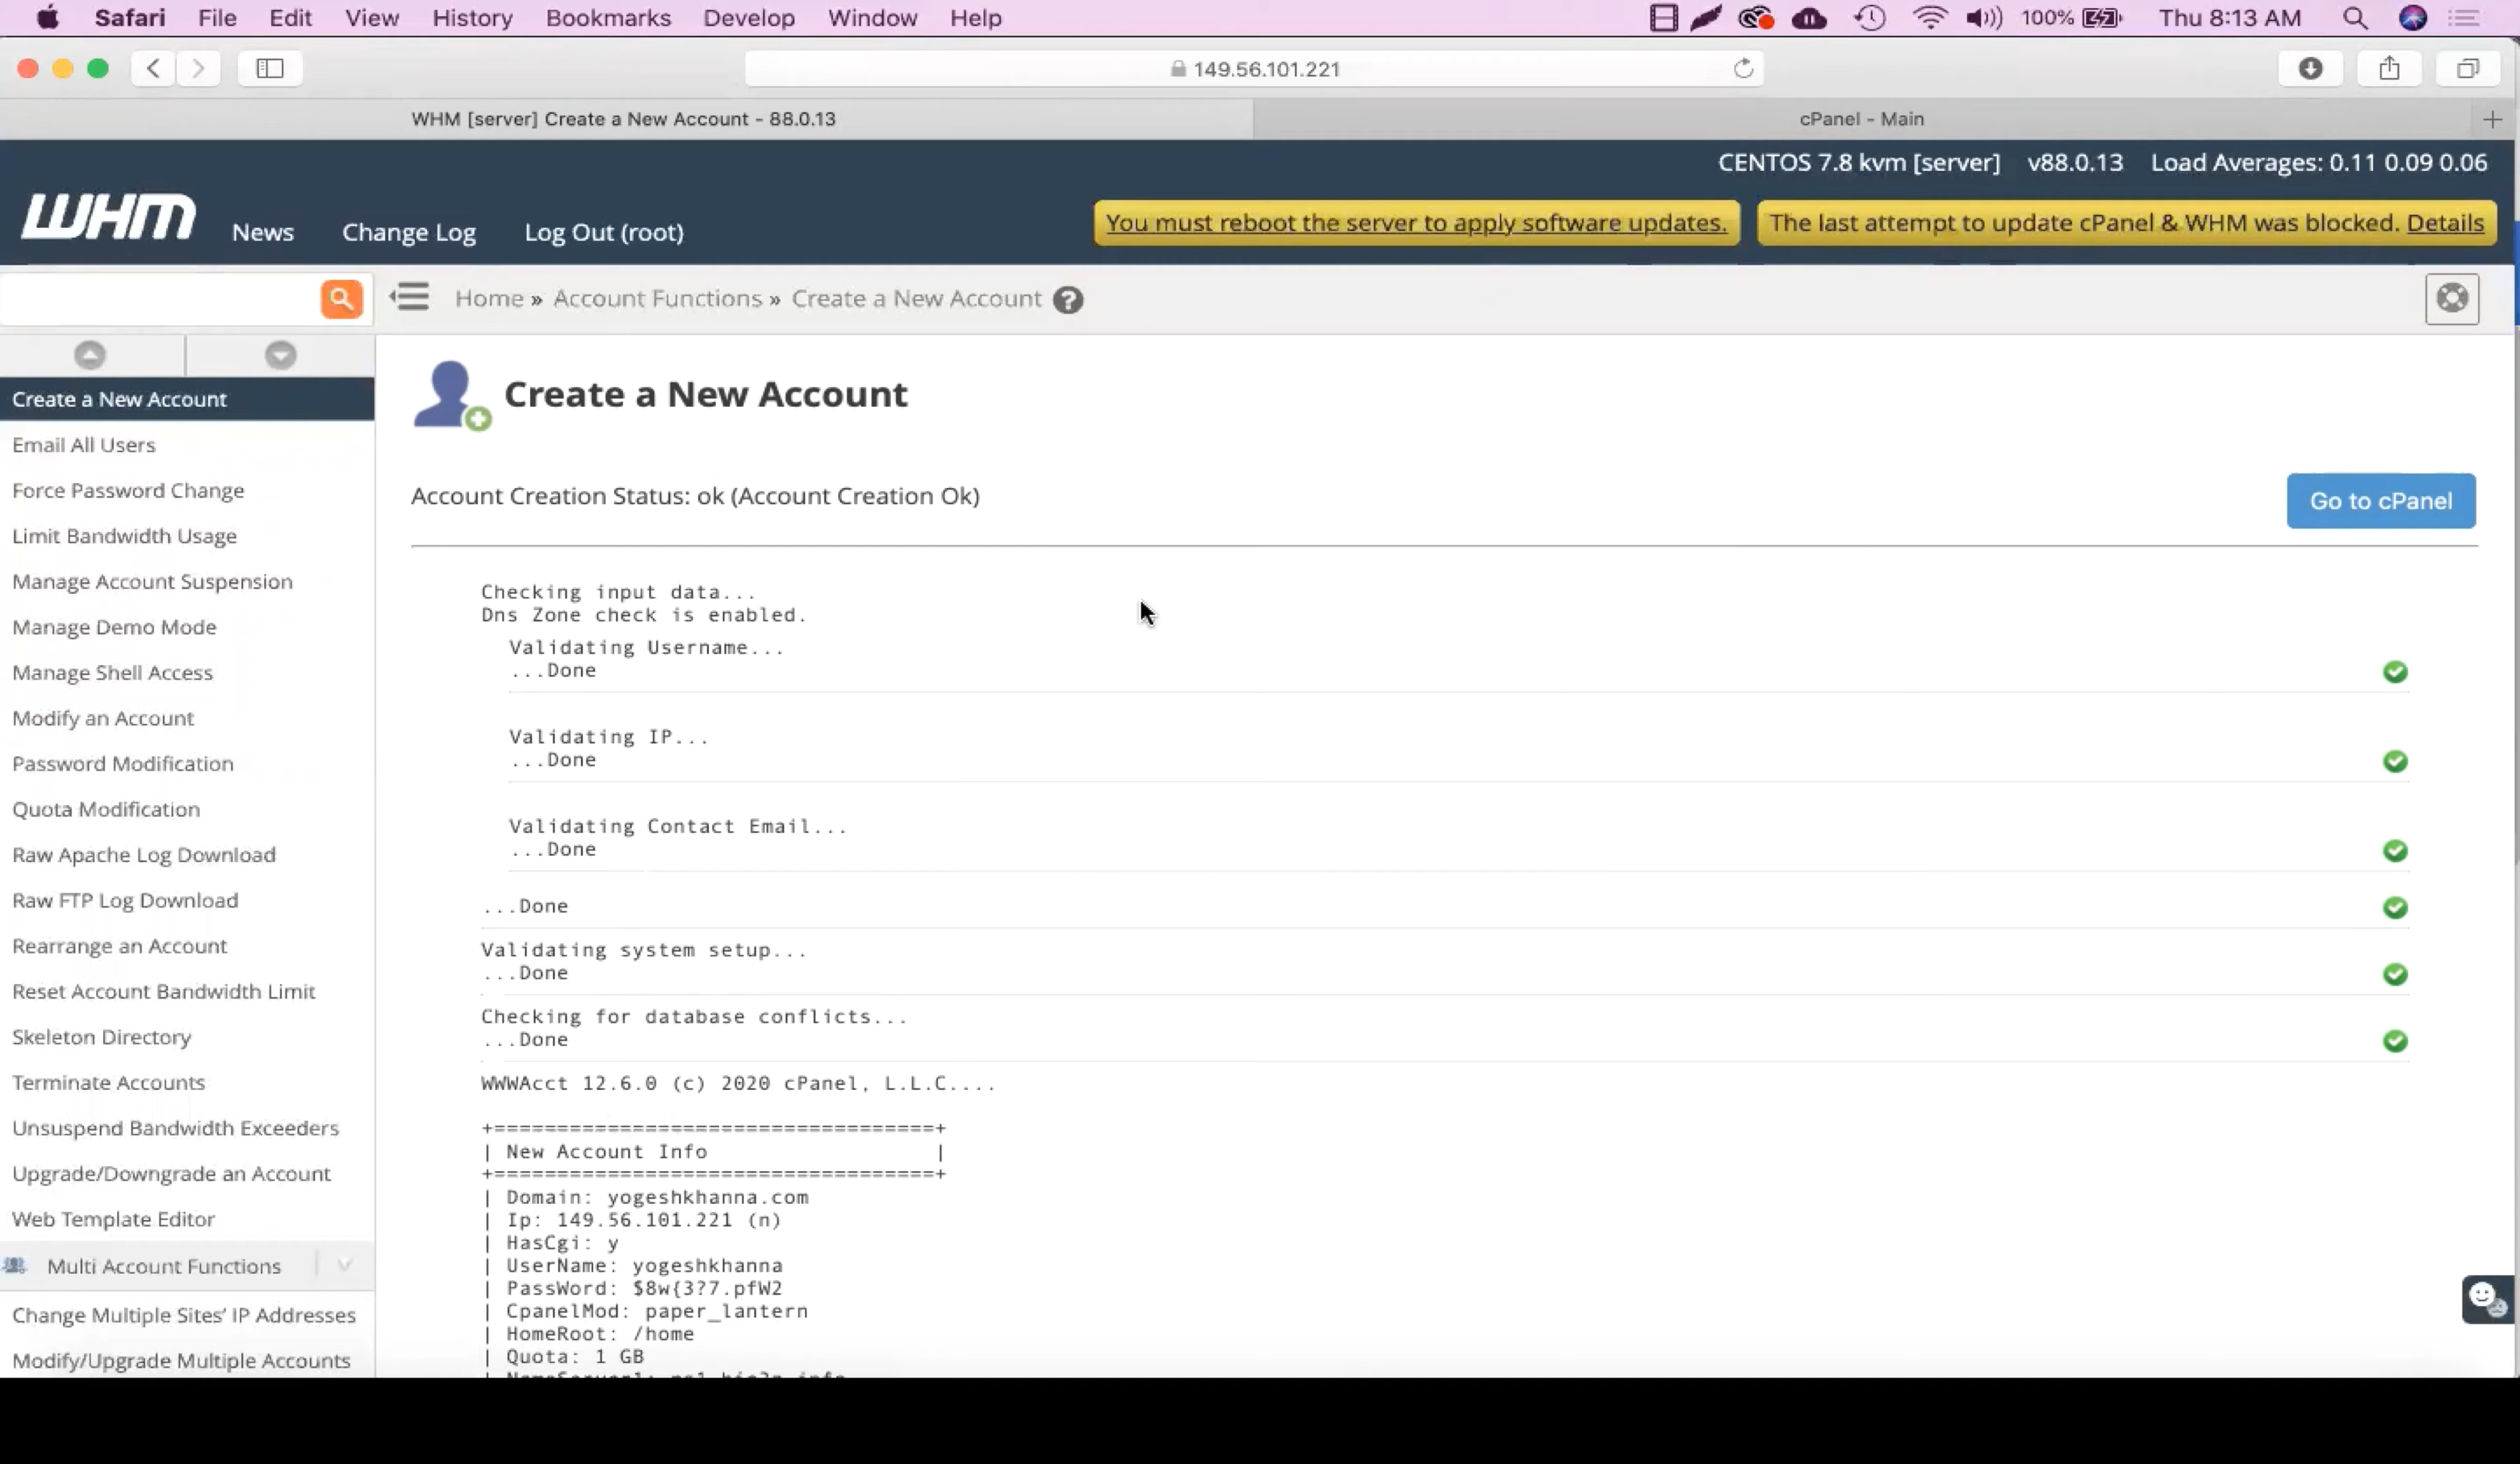 Safari File Edit View History Bookmarks Develop Window Help 100% Thu 8:13 AM
149.56.101.221
WHM [server] Create a New Account - 88.0.13
cPanel - Main
CENTOS 7.8 kvm [server] v88.0.13 Load Averages: 0.11 0.09 0.06
WHM News Change Log Log Out (root)
You must reboot the server to apply software updates.
The last attempt to update cPanel & WHM was blocked. Details
Home » Account Functions » Create a New Account
Create a New Account
Email All Users
Force Password Change
Limit Bandwidth Usage
Manage Account Suspension
Manage Demo Mode
Manage Shell Access
Modify an Account
Password Modification
Quota Modification
Raw Apache Log Download
Raw FTP Log Download
Rearrange an Account
Reset Account Bandwidth Limit
Skeleton Directory
Terminate Accounts
Unsuspend Bandwidth Exceeders
Upgrade/Downgrade an Account
Web Template Editor
Multi Account Functions
Change Multiple Sites' IP Addresses
Modify/Upgrade Multiple Accounts
Create a New Account
Account Creation Status: ok (Account Creation Ok)
Go to cPanel
Checking input data...
Dns Zone check is enabled.
Validating Username...
...Done
Validating IP...
...Done
Validating Contact Email...
...Done
...Done
Validating system setup...
...Done
Checking for database conflicts...
...Done
WWWAcct 12.6.0 (c) 2020 cPanel, L.L.C....
+===================================+
| New Account Info |
+===================================+
| Domain: yogeshkhanna.com
| Ip: 149.56.101.221 (n)
| HasCgi: y
| UserName: yogeshkhanna
| PassWord: $8w{3?7.pfW2
| CpanelMod: paper_lantern
| HomeRoot: /home
| Quota: 1 GB